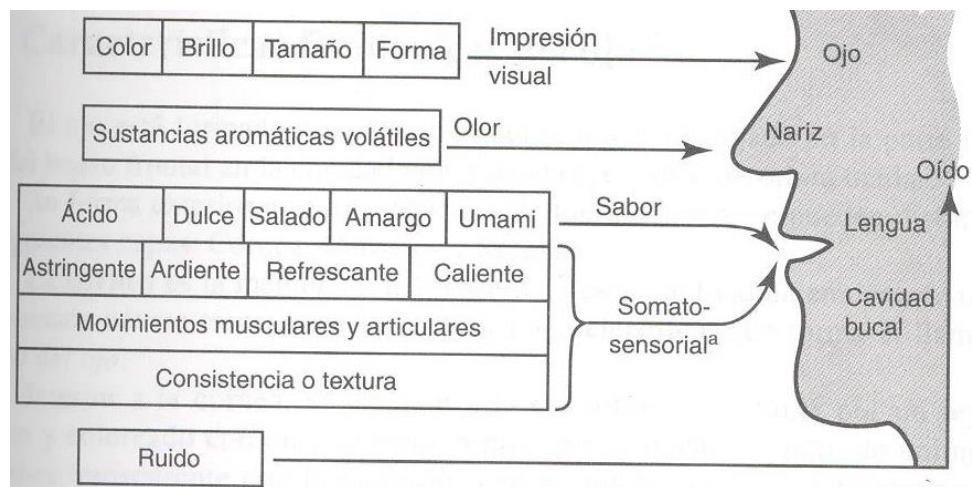 Color Brillo Tamaño Forma
Impresión
visual
Ojo
Sustancias aromáticas volátiles
Olor
Nariz
Oído
Ácido Dulce Salado Amargo Umami
Sabor
Lengua
Astringente Ardiente Refrescante Caliente
Movimientos musculares y articulares
Somato-
sensorialª
Cavidad
bucal
Consistencia o textura
Ruido